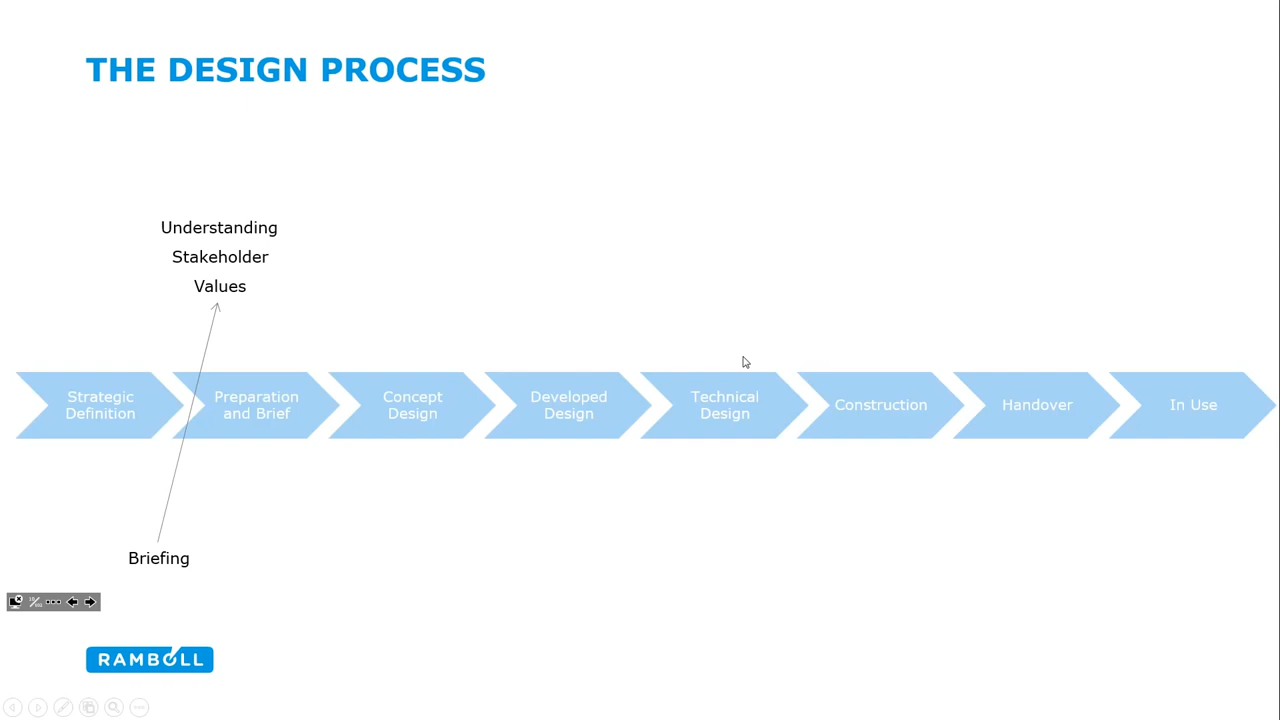 THE DESIGN PROCESS
Understanding
Stakeholder
Values
Strategic
Definition
Preparation
and Brief
Concept
Design
Developed
Design
Technical
Design
Construction
Handover
In Use
Briefing
RAMBOLL